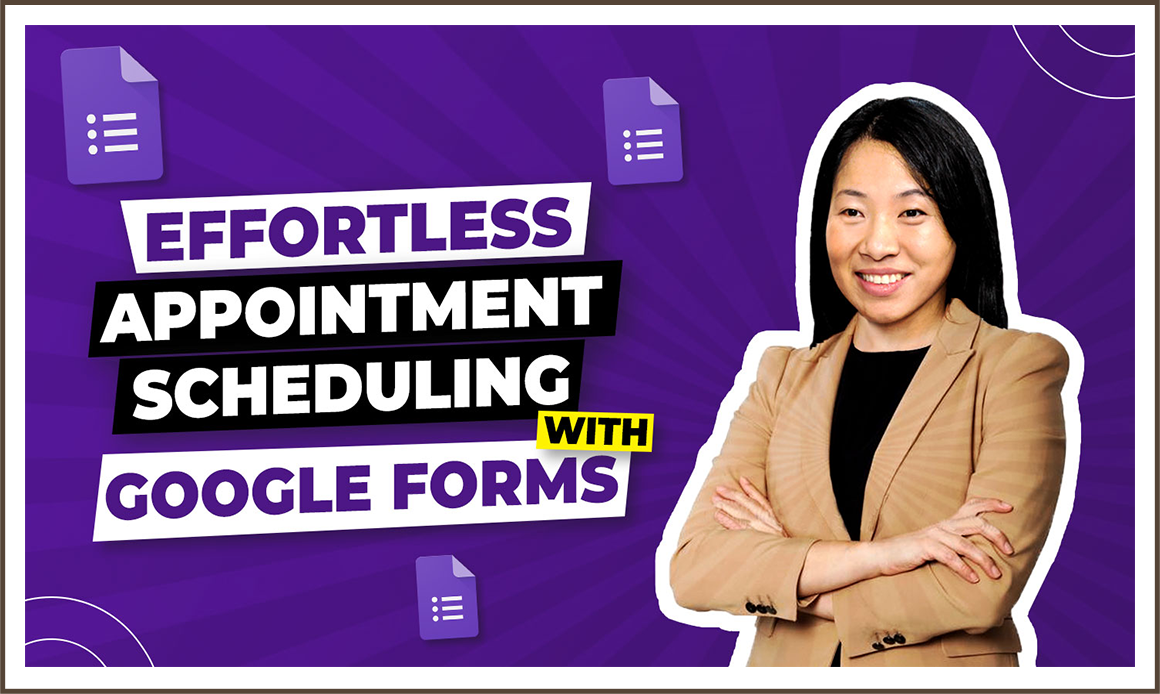 EFFORTLESS
APPOINTMENT
SCHEDULING
WITH
GOOGLE FORMS